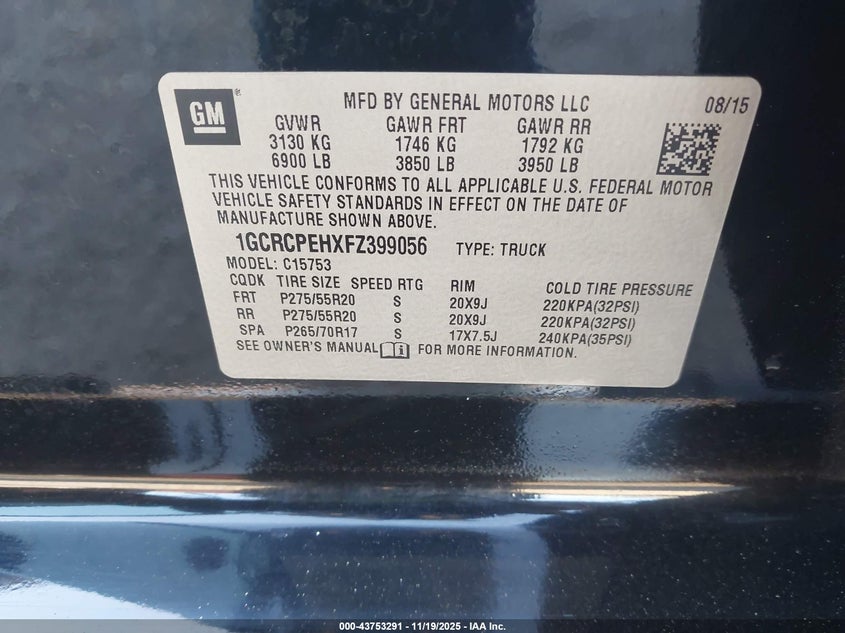 GM
MFD BY GENERAL MOTORS LLC 08/15
GVWR GAWR FRT GAWR RR
3130 KG 1746 KG 1792 KG
6900 LB 3850 LB 3950 LB
THIS VEHICLE CONFORMS TO ALL APPLICABLE U.S. FEDERAL MOTOR
VEHICLE SAFETY STANDARDS IN EFFECT ON THE DATE OF
MANUFACTURE SHOWN ABOVE.
1GCRCPEHXFZ399056 TYPE: TRUCK
MODEL: C15753
CQDK TIRE SIZE SPEED RTG RIM COLD TIRE PRESSURE
FRT P275/55R20 S 20X9J 220KPA(32PSI)
RR P275/55R20 S 20X9J 220KPA(32PSI)
SPA P265/70R17 S 17X7.5J 240KPA(35PSI)
SEE OWNER'S MANUAL FOR MORE INFORMATION.
000-43753291 - 11/19/2025 - IAA Inc.